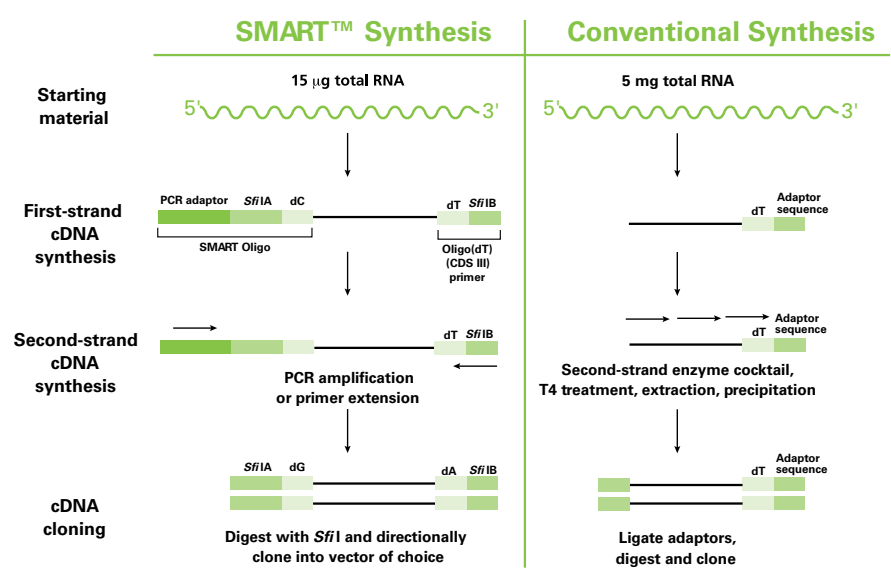 SMART™ Synthesis
Conventional Synthesis
Starting
material
15 μg total RNA
5'
3'
5 mg total RNA
5'
3'
First-strand
cDNA
synthesis
PCR adaptor
SfiIA
dC
dT
SfiIB
SMART Oligo
Oligo(dT)
(CDS III)
primer
dT
Adaptor
sequence
Second-strand
cDNA
synthesis
dT
SfiIB
PCR amplification
or primer extension
dT
Adaptor
sequence
Second-strand enzyme cocktail,
T4 treatment, extraction, precipitation
cDNA
cloning
SfiIA
dG
dA
SfiIB
Digest with SfiI and directionally
clone into vector of choice
dT
Adaptor
sequence
Ligate adaptors,
digest and clone